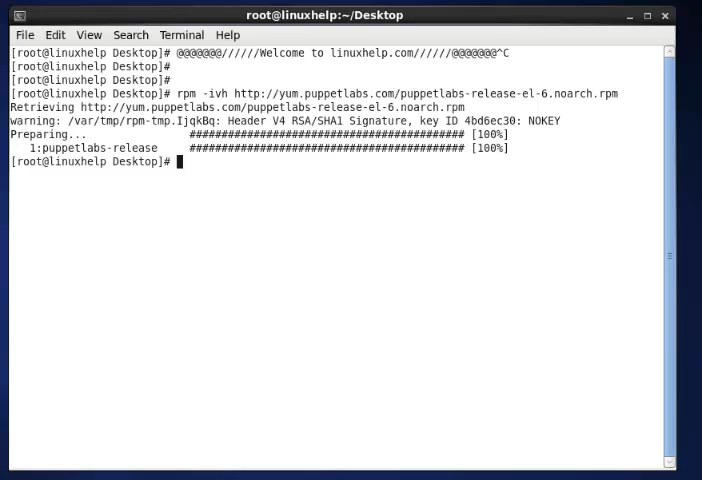 root@linuxhelp:~/Desktop
File Edit View Search Terminal Help
[root@linuxhelp Desktop]# @@@@@@@//////Welcome to linuxhelp.com//////@@@@@@@^C
[root@linuxhelp Desktop]#
[root@linuxhelp Desktop]#
[root@linuxhelp Desktop]# rpm -ivh http://yum.puppetlabs.com/puppetlabs-release-el-6.noarch.rpm
Retrieving http://yum.puppetlabs.com/puppetlabs-release-el-6.noarch.rpm
warning: /var/tmp/rpm-tmp.IjqkBq: Header V4 RSA/SHA1 Signature, key ID 4bd6ec30: NOKEY
Preparing... ########################################### [100%]
1:puppetlabs-release ########################################### [100%]
[root@linuxhelp Desktop]#